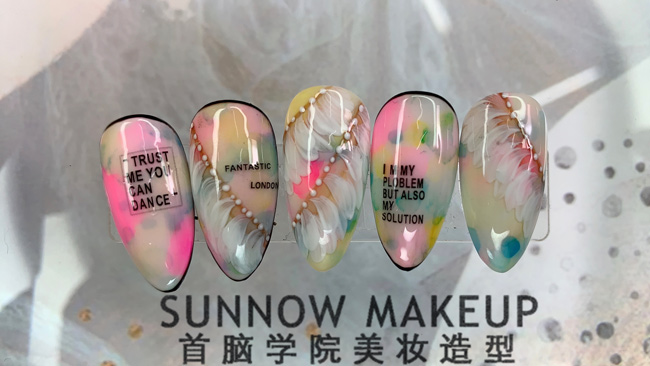 TRUST
ME YOU
CAN
DANCE
FANTASTIC
LONDON
I M MY
PLOBLEM
BUT ALSO
MY
SOLUTION
SUNNOW MAKEUP
首脑学院美妆造型